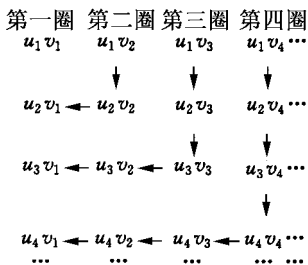 第一圈 第二圈 第三圈 第四圈
u₁v₁ u₁v₂ u₁v₃ u₁v₄ ···
↓ ↓ ↓
u₂v₁ ← u₂v₂ u₂v₃ u₂v₄ ···
↓ ↓
u₃v₁ ← u₃v₂ ← u₃v₃ u₃v₄ ···
↓
u₄v₁ ← u₄v₂ ← u₄v₃ ← u₄v₄ ···
··· ··· ··· ··· ···